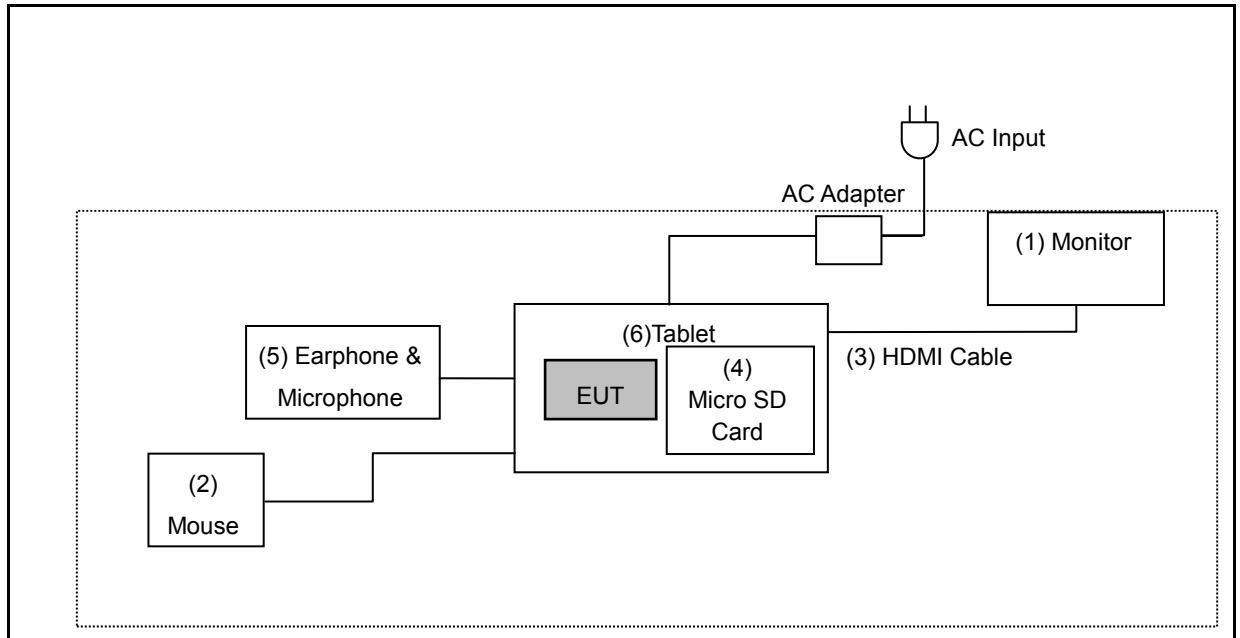 AC Input
AC Adapter
(1) Monitor
(6)Tablet
(3) HDMI Cable
(5) Earphone &
Microphone
EUT
(4)
Micro SD
Card
(2)
Mouse